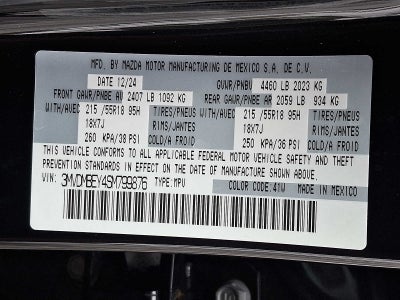 MFD. BY MAZDA MOTOR MANUFACTURING DE MEXICO S.A. DE C.V.
DATE 12/24 GVWR/PNBV 4460 LB 2023 KG
FRONT GAWR/PNBE AV 2407 LB 1092 KG REAR GAWR/PNBE AR 2059 LB 934 KG
WITH/AVEC 215 /55R18 95H TIRES/PNEUS WITH/AVEC 215 /55R18 95H TIRES/PNEUS
18X7J RIMS/JANTES 18X7J RIMS/JANTES
260 KPA/38 PSI COLD/A FROID 250 KPA/36 PSI COLD/A FROID
THIS VEHICLE CONFORMS TO ALL APPLICABLE FEDERAL MOTOR VEHICLE SAFETY AND THEFT
PREVENTION STANDARDS IN EFFECT ON THE DATE OF MANUFACTURE SHOWN ABOVE.
VIN: 3MVDMBEY4SM799876 TYPE: MPV COLOR CODE: 41W MADE IN MEXICO